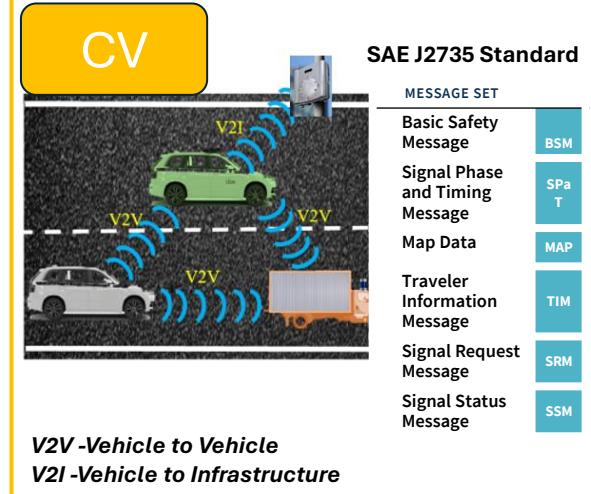 CV
SAE J2735 Standard
MESSAGE SET
V2I
V2V
V2V
V2V
Basic Safety
Message
BSM
Signal Phase
and Timing
Message
SPa
T
Map Data
MAP
Traveler
Information
Message
TIM
Signal Request
Message
SRM
Signal Status
Message
SSM
V2V -Vehicle to Vehicle
V2I -Vehicle to Infrastructure